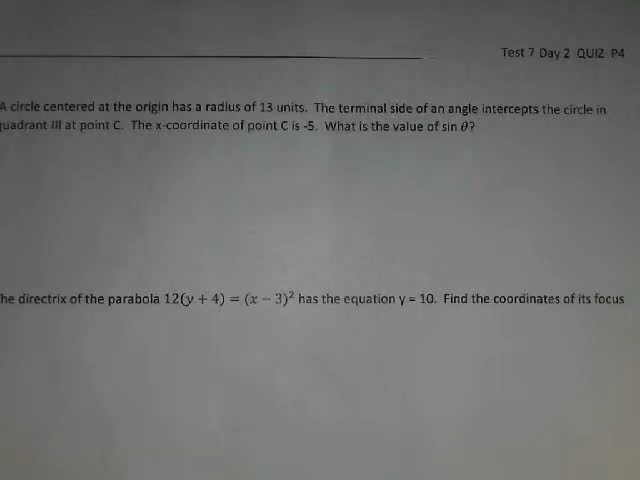 Test 7 Day 2 QUIZ P4
A circle centered at the origin has a radius of 13 units. The terminal side of an angle intercepts the circle in
quadrant III at point C. The x-coordinate of point C is -5. What is the value of sin θ?
he directrix of the parabola 12(y + 4) = (x − 3)² has the equation y = 10. Find the coordinates of its focus